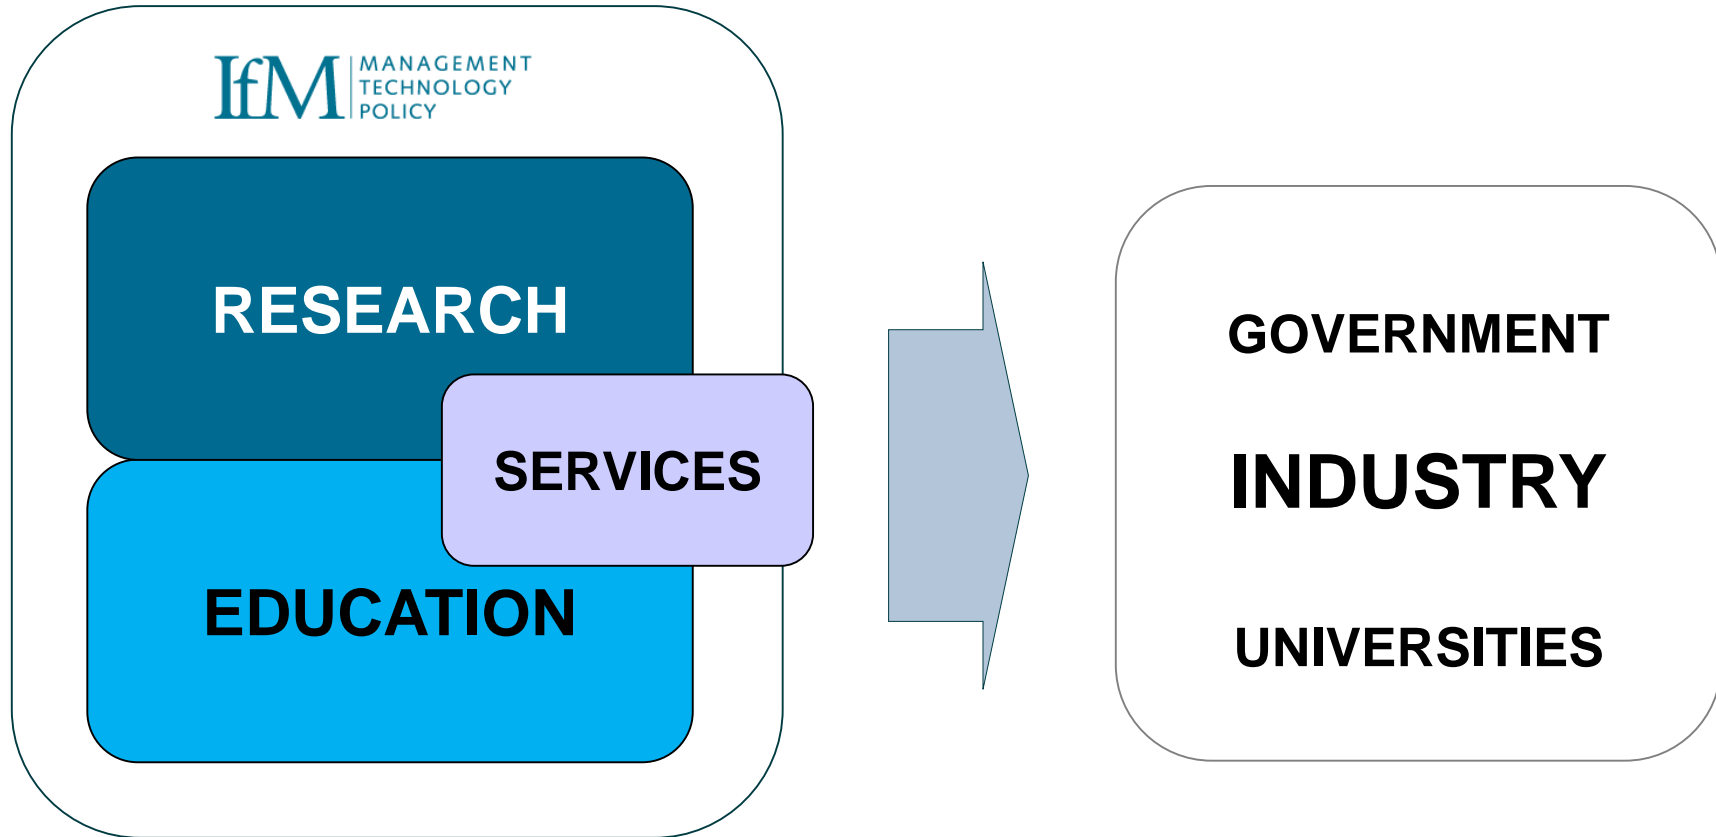 IfM
MANAGEMENT
TECHNOLOGY
POLICY
RESEARCH
SERVICES
EDUCATION
GOVERNMENT
INDUSTRY
UNIVERSITIES